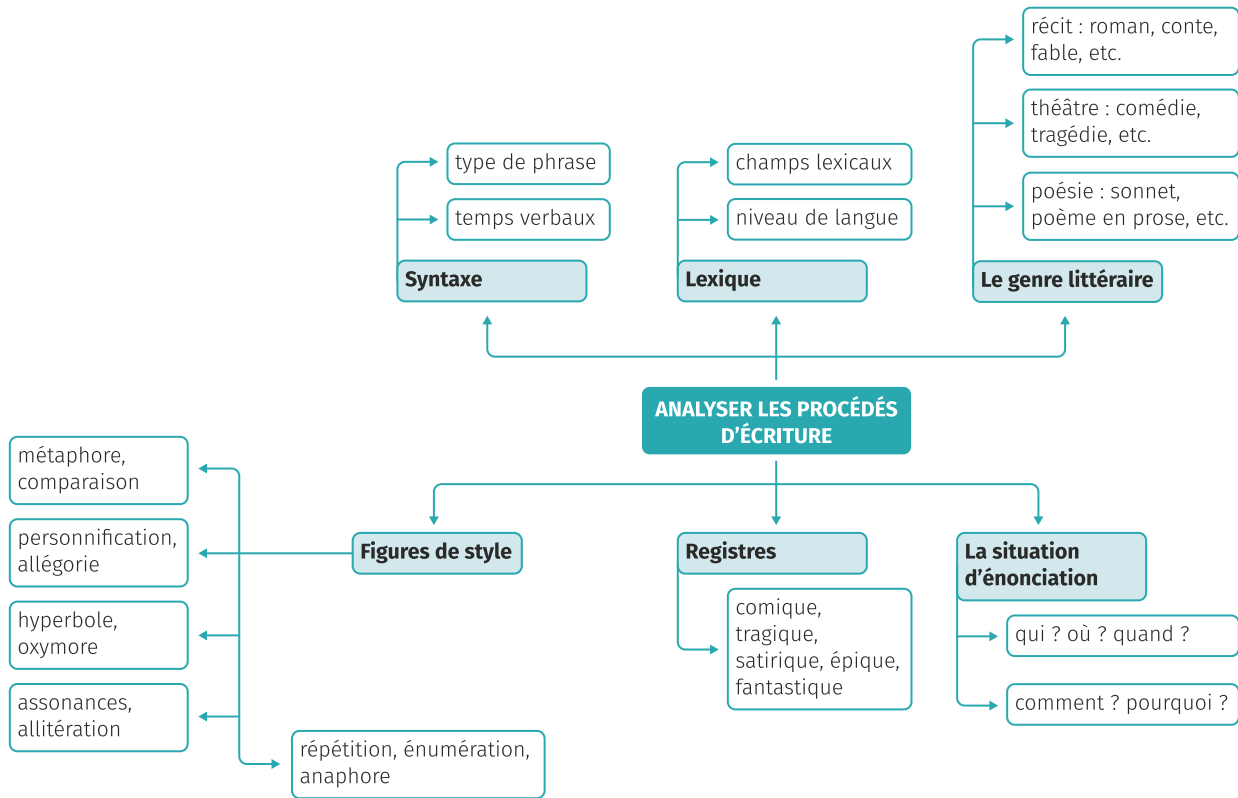 récit : roman, conte,
fable, etc.
théâtre : comédie,
tragédie, etc.
poésie : sonnet,
poème en prose, etc.
type de phrase
temps verbaux
Syntaxe
champs lexicaux
niveau de langue
Lexique
Le genre littéraire
ANALYSER LES PROCÉDÉS
D’ÉCRITURE
métaphore,
comparaison
personnification,
allégorie
hyperbole,
oxymore
assonances,
allitération
répétition, énumération,
anaphore
Figures de style
Registres
comique,
tragique,
satirique, épique,
fantastique
La situation
d’énonciation
qui ? où ? quand ?
comment ? pourquoi ?